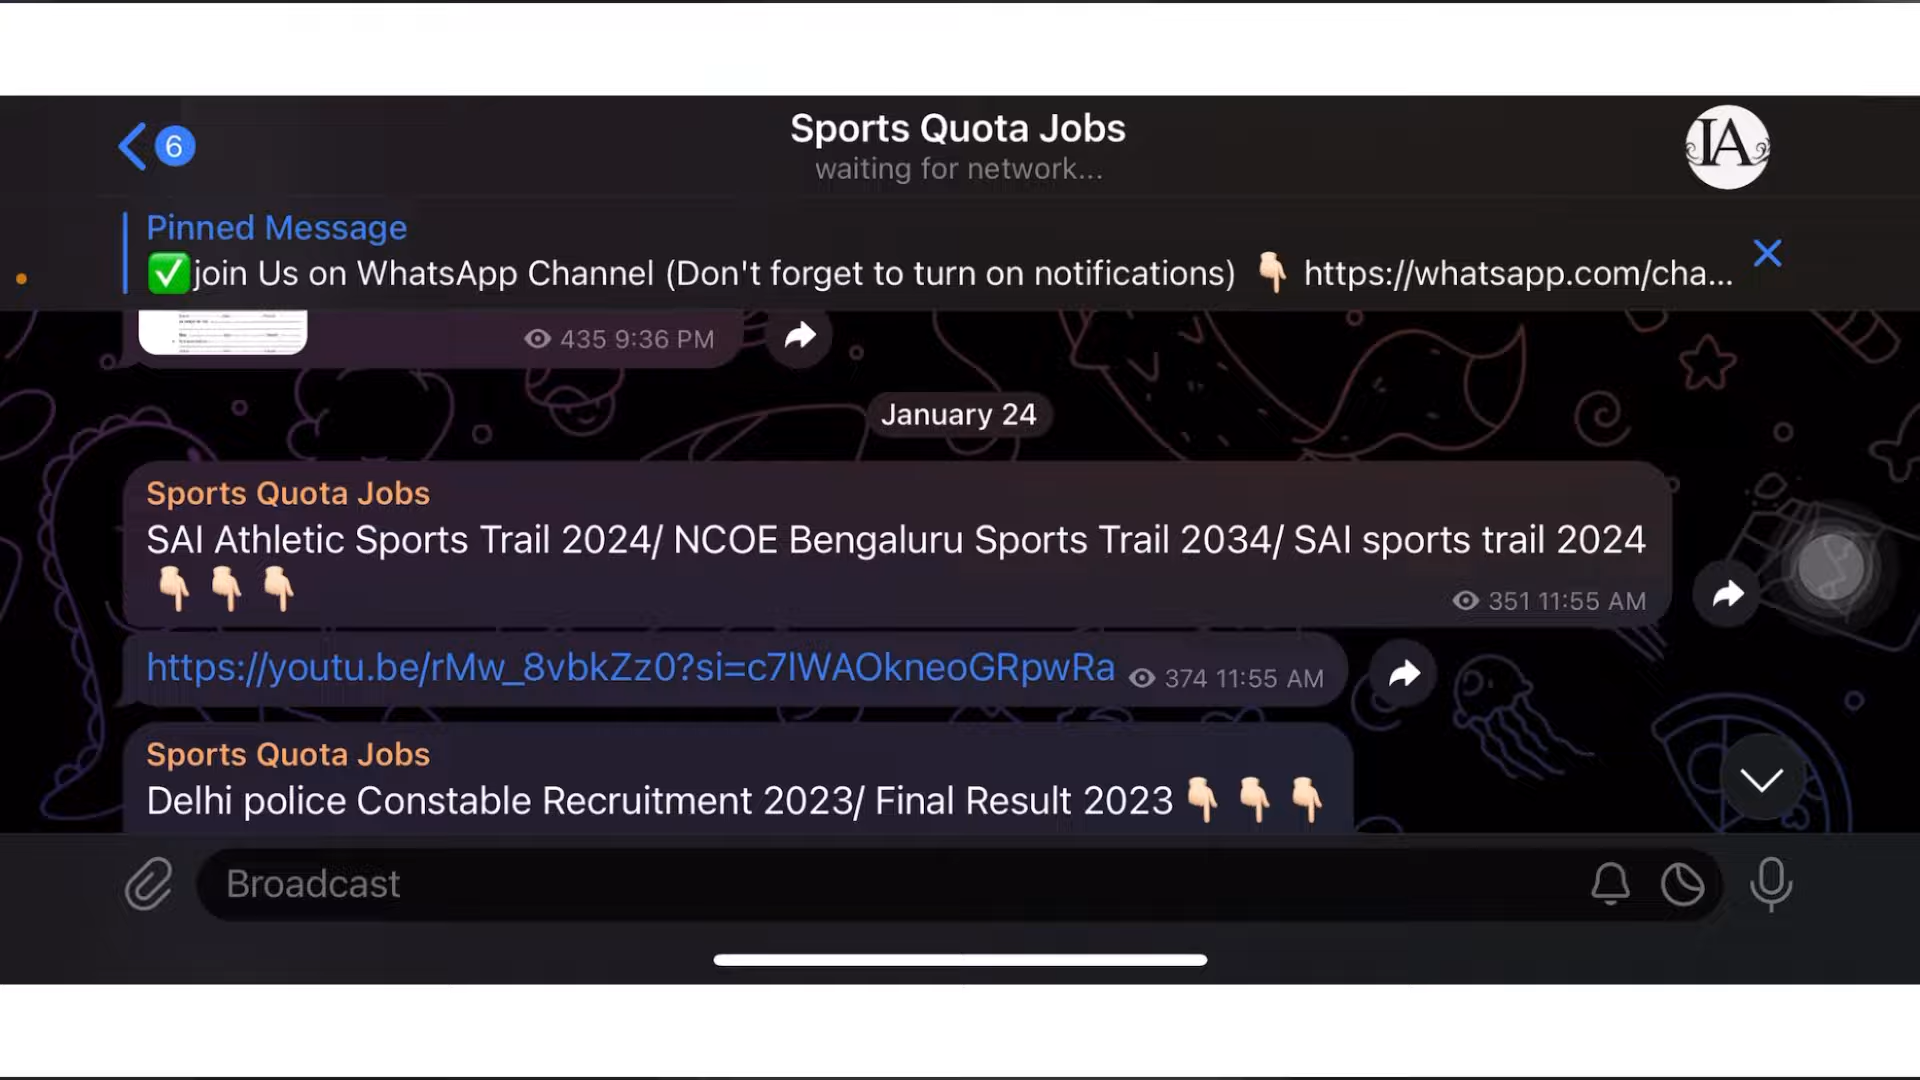 6
Sports Quota Jobs
waiting for network...
IA
Pinned Message
✅join Us on WhatsApp Channel (Don't forget to turn on notifications) 👇🏻 https://whatsapp.com/cha...
435 9:36 PM
January 24
Sports Quota Jobs
SAI Athletic Sports Trail 2024/ NCOE Bengaluru Sports Trail 2034/ SAI sports trail 2024
👇🏻 👇🏻 👇🏻
351 11:55 AM
https://youtu.be/rMw_8vbkZz0?si=c7lWAOkneoGRpwRa 374 11:55 AM
Sports Quota Jobs
Delhi police Constable Recruitment 2023/ Final Result 2023 👇🏻 👇🏻 👇🏻
Broadcast